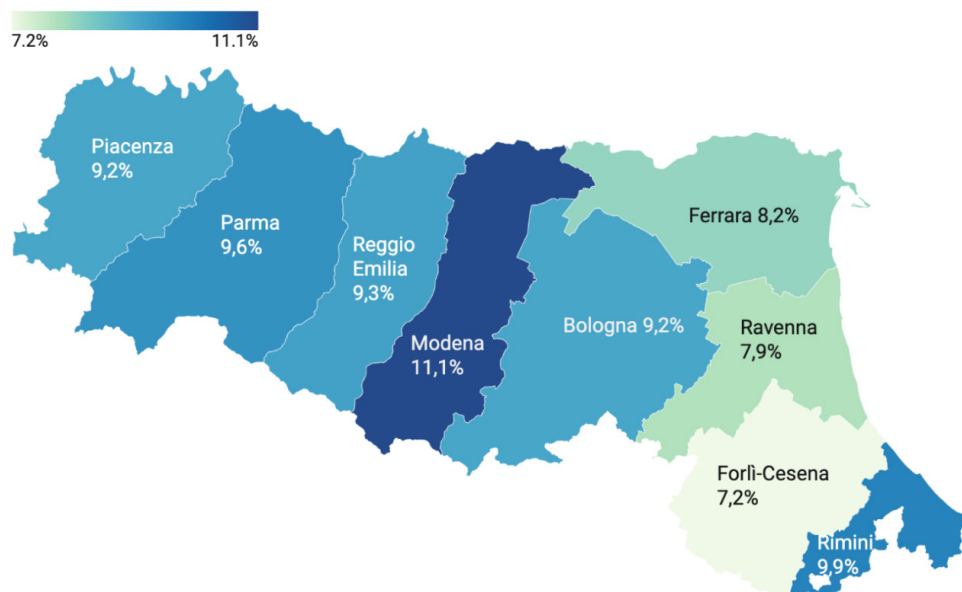 7.2% 11.1%
Piacenza
9,2%
Parma
9,6%
Reggio
Emilia
9,3%
Modena
11,1%
Bologna 9,2%
Ferrara 8,2%
Ravenna
7,9%
Forlì-Cesena
7,2%
Rimini
9,9%